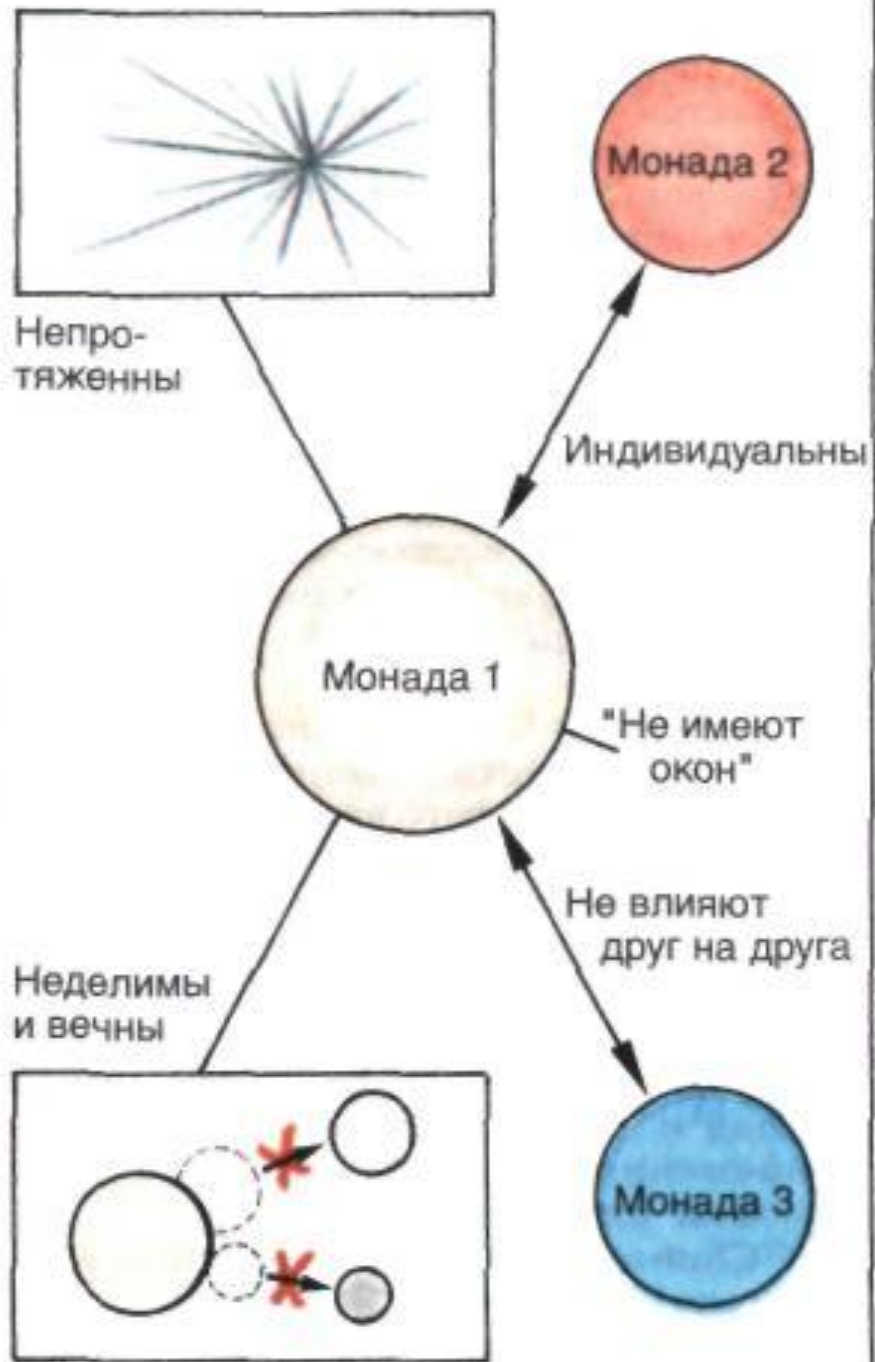 Монада 2
Непро-
тяженны
Индивидуальны
Монада 1
"Не имеют
окон"
Не влияют
друг на друга
Неделимы
и вечны
Монада 3